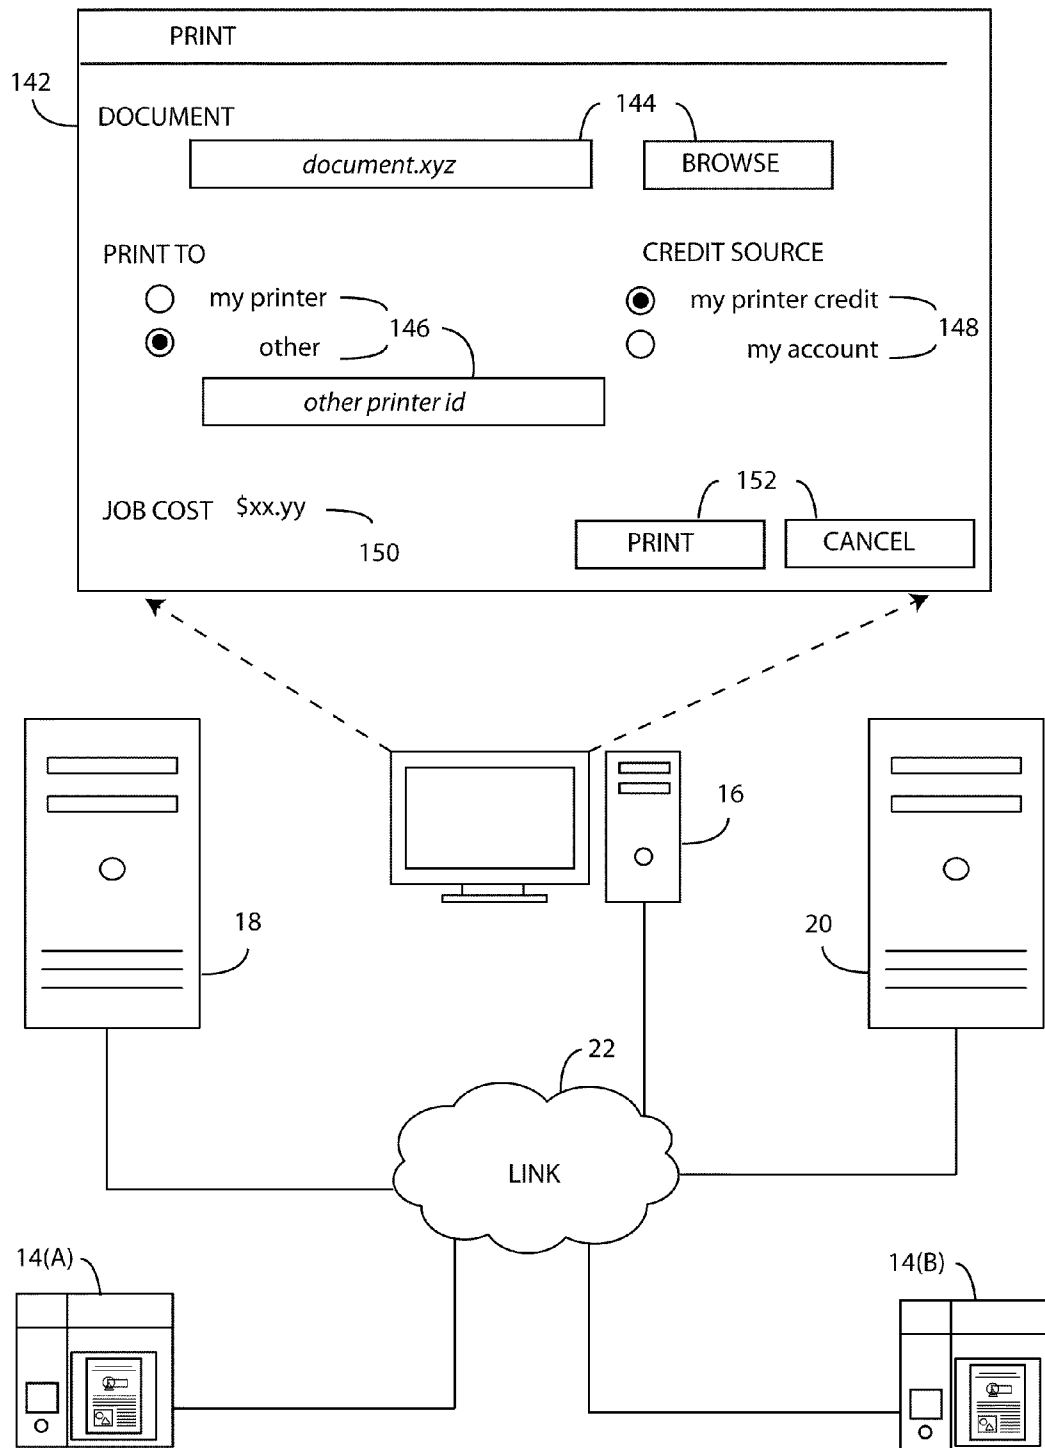 PRINT
142
DOCUMENT
144
document.xyz
BROWSE
PRINT TO
CREDIT SOURCE
my printer
my printer credit
146
148
other
my account
other printer id
JOB COST $xx.yy
152
150
PRINT
CANCEL
16
18
20
22
LINK
14(A)
14(B)